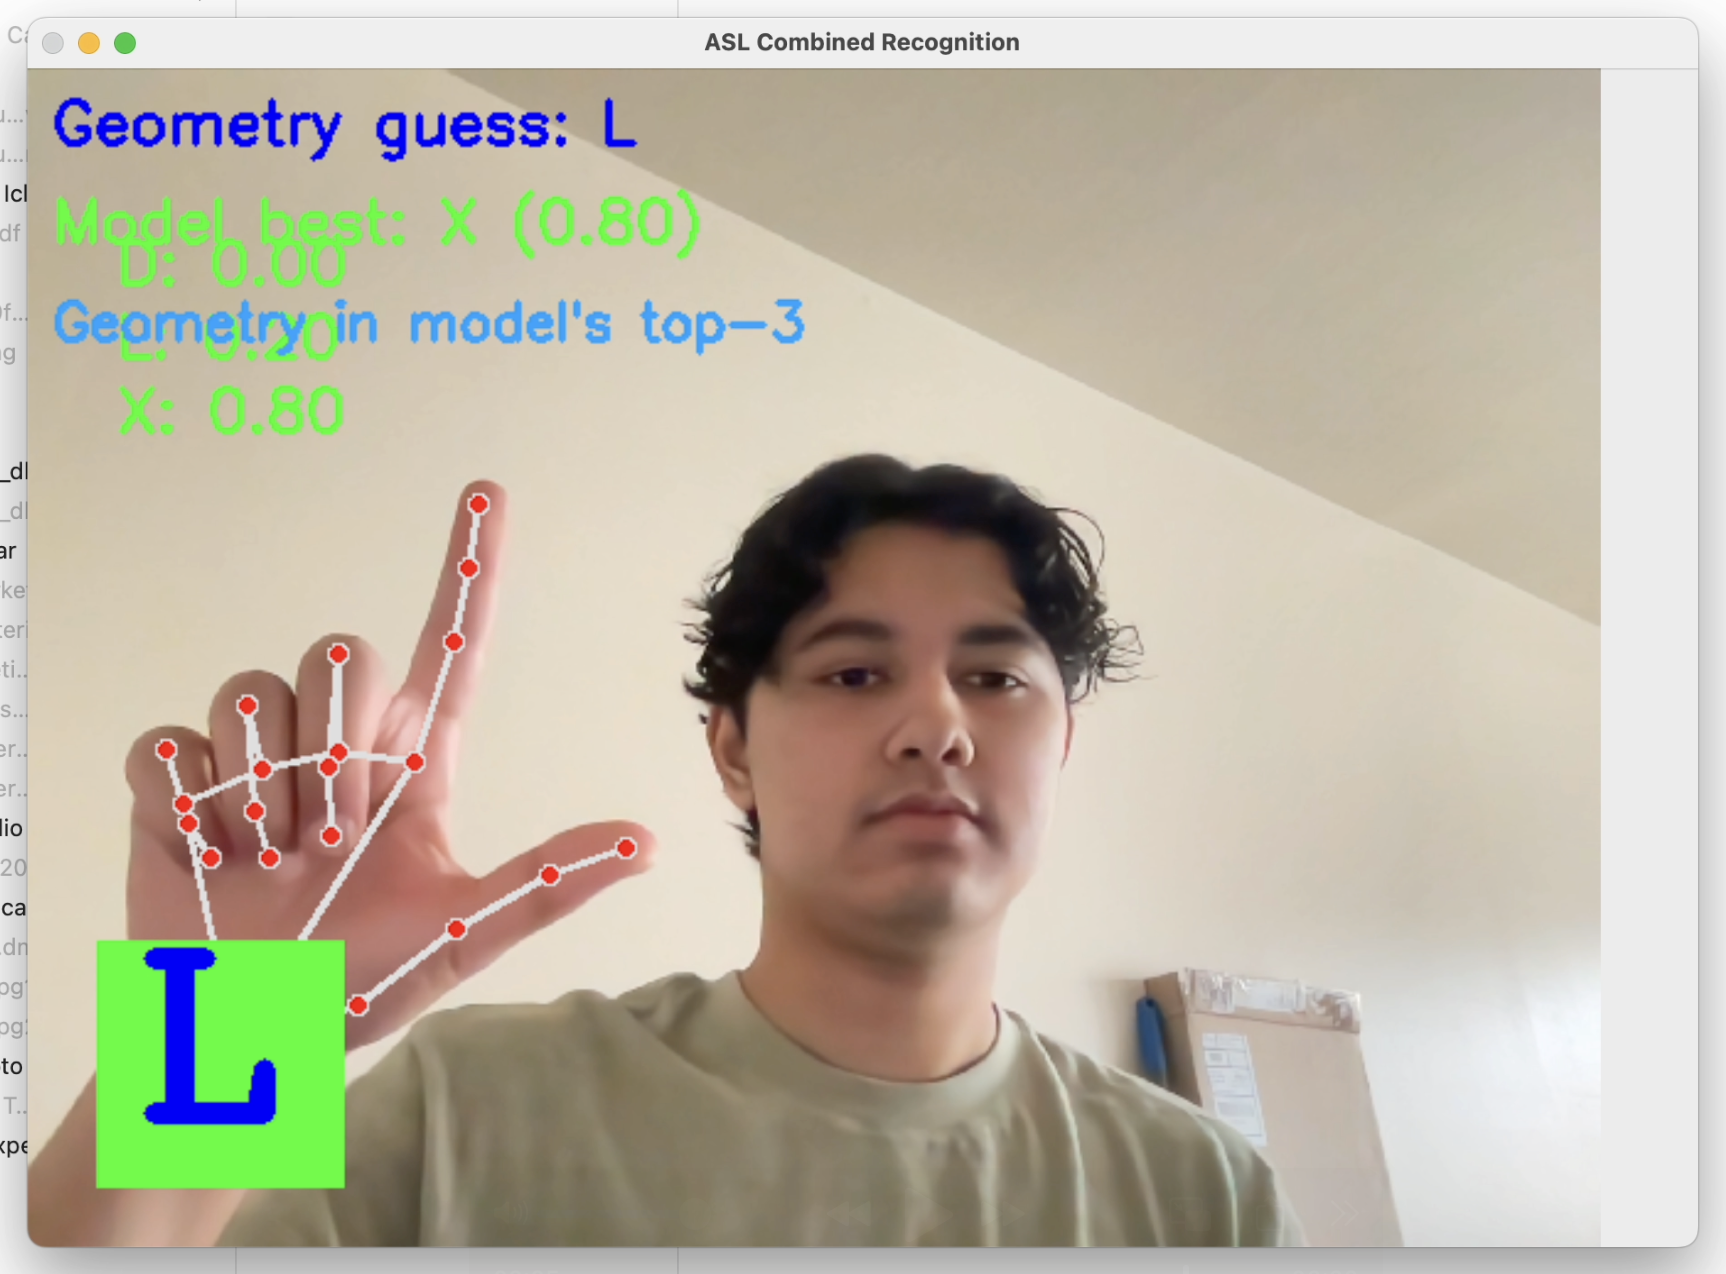 ASL Combined Recognition
Geometry guess: L
Model best: X (0.80)
D: 0.00
Geometry in model's top-3
L: 0.20
X: 0.80
L